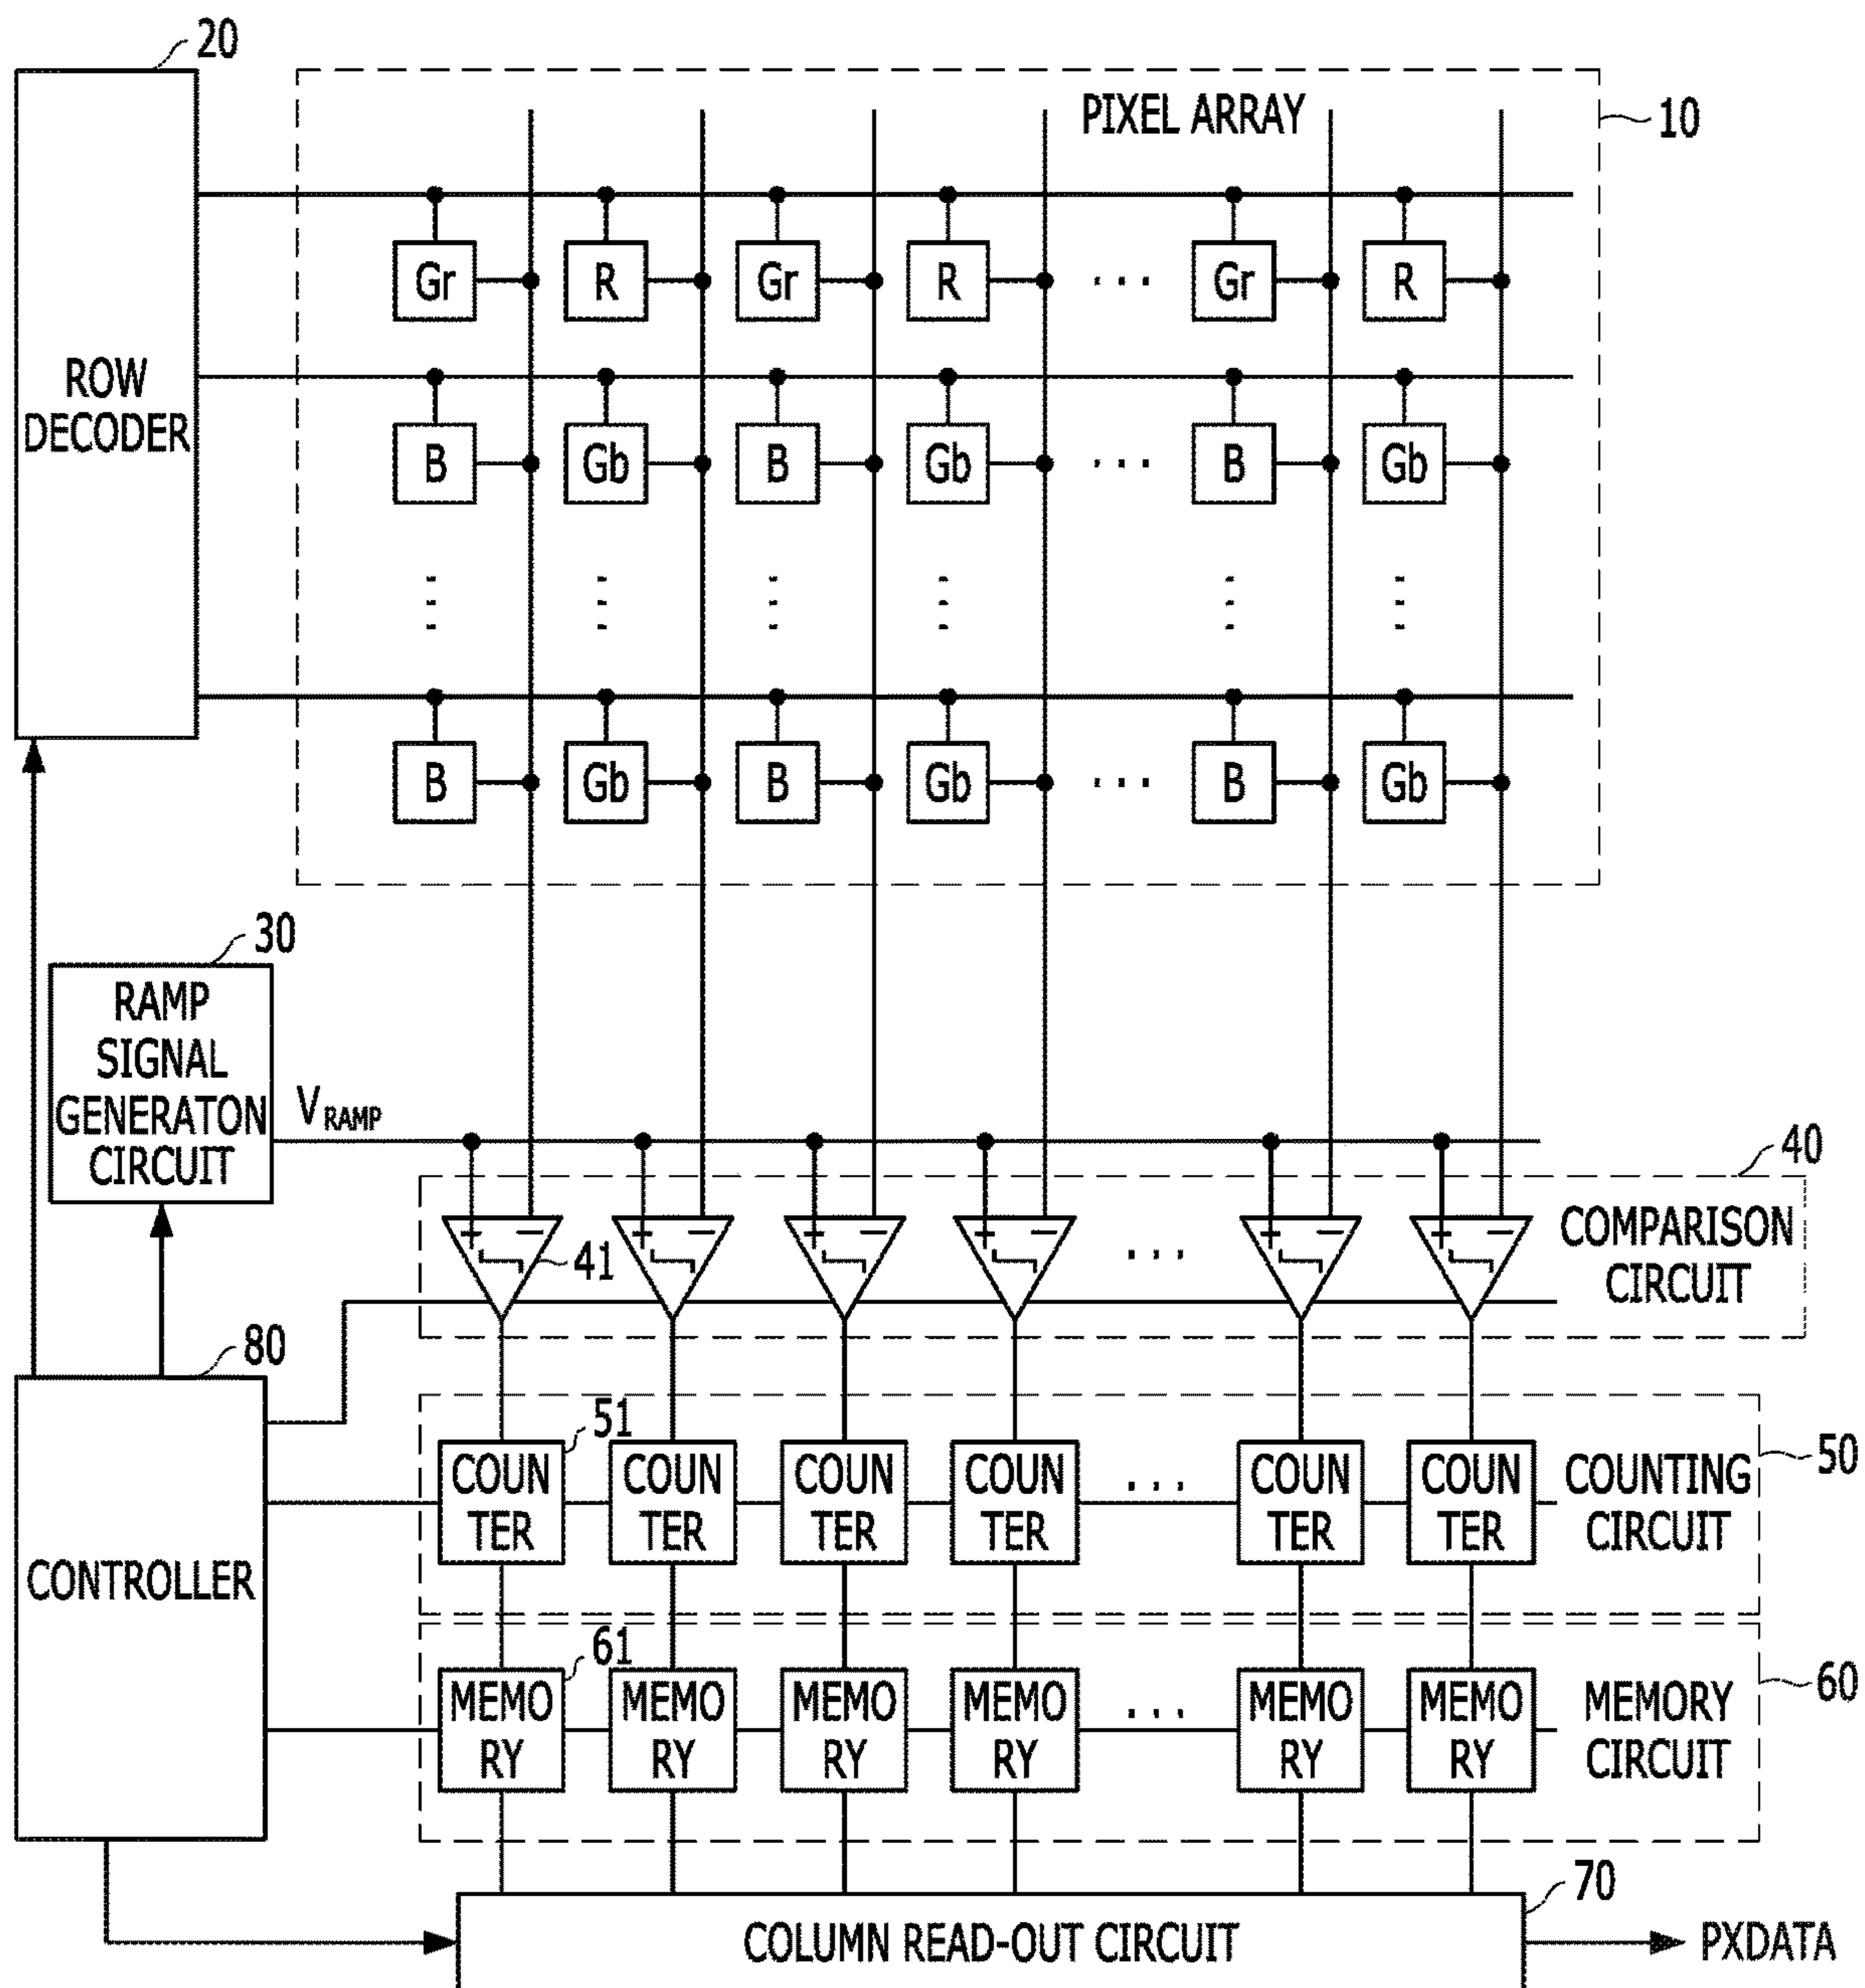 20
PIXEL ARRAY
10
Gr R Gr R ... Gr R
ROW
DECODER
B Gb B Gb ... B Gb
B Gb B Gb ... B Gb
30
RAMP
SIGNAL
GENERATON
CIRCUIT
VRAMP
40
+ − + − + − + − ... + − + −
41
COMPARISON
CIRCUIT
80
CONTROLLER
51
50
COUN COUN COUN COUN ... COUN COUN
TER TER TER TER TER TER
COUNTING
CIRCUIT
61
60
MEMO MEMO MEMO MEMO ... MEMO MEMO
RY RY RY RY RY RY
MEMORY
CIRCUIT
70
COLUMN READ-OUT CIRCUIT
PXDATA